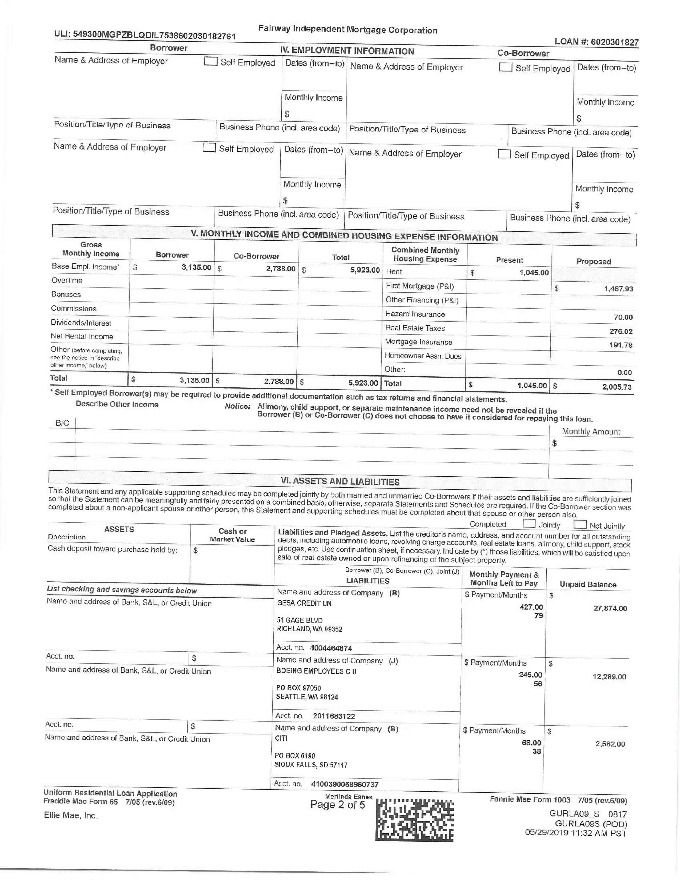 Fairway Independent Mortgage Corporation
ULI: 549300MGPZBLQDIL7538602030182761
LOAN #: 6020301827
Borrower IV. EMPLOYMENT INFORMATION Co-Borrower
Name & Address of Employer Self Employed Dates (from–to) Name & Address of Employer Self Employed Dates (from–to)
Monthly Income Monthly Income
$ $
Position/Title/Type of Business Business Phone (incl. area code) Position/Title/Type of Business Business Phone (incl. area code)
Name & Address of Employer Self Employed Dates (from–to) Name & Address of Employer Self Employed Dates (from–to)
Monthly Income Monthly Income
$ $
Position/Title/Type of Business Business Phone (incl. area code) Position/Title/Type of Business Business Phone (incl. area code)
V. MONTHLY INCOME AND COMBINED HOUSING EXPENSE INFORMATION
Gross Monthly Income Borrower Co-Borrower Total Combined Monthly Housing Expense Present Proposed
Base Empl. Income* $ 3,135.00 $ 2,788.00 $ 5,923.00 Rent $ 1,045.00
Overtime First Mortgage (P&I) $ 1,467.93
Bonuses Other Financing (P&I)
Commissions Hazard Insurance 70.00
Dividends/Interest Real Estate Taxes 276.02
Net Rental Income Mortgage Insurance 191.78
Other (before completing, see the notice in "describe other income," below) Homeowner Assn. Dues
Other: 0.00
Total $ 3,135.00 $ 2,788.00 $ 5,923.00 Total $ 1,045.00 $ 2,005.73
* Self Employed Borrower(s) may be required to provide additional documentation such as tax returns and financial statements.
Describe Other Income Notice: Alimony, child support, or separate maintenance income need not be revealed if the
Borrower (B) or Co-Borrower (C) does not choose to have it considered for repaying this loan.
B/C Monthly Amount
$
VI. ASSETS AND LIABILITIES
This Statement and any applicable supporting schedules may be completed jointly by both married and unmarried Co-Borrowers if their assets and liabilities are sufficiently joined
so that the Statement can be meaningfully and fairly presented on a combined basis; otherwise, separate Statements and Schedules are required. If the Co-Borrower section was
completed about a non-applicant spouse or other person, this Statement and supporting schedules must be completed about that spouse or other person also.
Completed Jointly Not Jointly
ASSETS
Description
Cash or Market Value
Cash deposit toward purchase held by: $
Liabilities and Pledged Assets. List the creditor's name, address, and account number for all outstanding
debts, including automobile loans, revolving charge accounts, real estate loans, alimony, child support, stock
pledges, etc. Use continuation sheet, if necessary. Indicate by (*) those liabilities, which will be satisfied upon
sale of real estate owned or upon refinancing of the subject property.
Borrower (B), Co-Borrower (C), Joint (J)
LIABILITIES Monthly Payment & Months Left to Pay Unpaid Balance
List checking and savings accounts below
Name and address of Bank, S&L, or Credit Union
Name and address of Company (B) $ Payment/Months $
GESA CREDIT UN 427.00 27,874.00
79
51 GAGE BLVD
RICHLAND, WA 99352
Acct. no. 4004464874
Acct. no. $
Name and address of Bank, S&L, or Credit Union
Name and address of Company (J) $ Payment/Months $
BOEING EMPLOYEES C U 245.00 12,289.00
56
PO BOX 97050
SEATTLE, WA 98124
Acct. no. 2011683122
Acct. no. $
Name and address of Bank, S&L, or Credit Union
Name and address of Company (B) $ Payment/Months $
CITI 68.00 2,562.00
38
PO BOX 6190
SIOUX FALLS, SD 57117
Acct. no. 4100390058960737
Uniform Residential Loan Application
Freddie Mac Form 65 7/05 (rev.6/09)
Page 2 of 5
Fannie Mae Form 1003 7/05 (rev.6/09)
Ellie Mae, Inc.
GURLA09_S 0817
GURLA09S (POD)
05/29/2019 11:32 AM PST